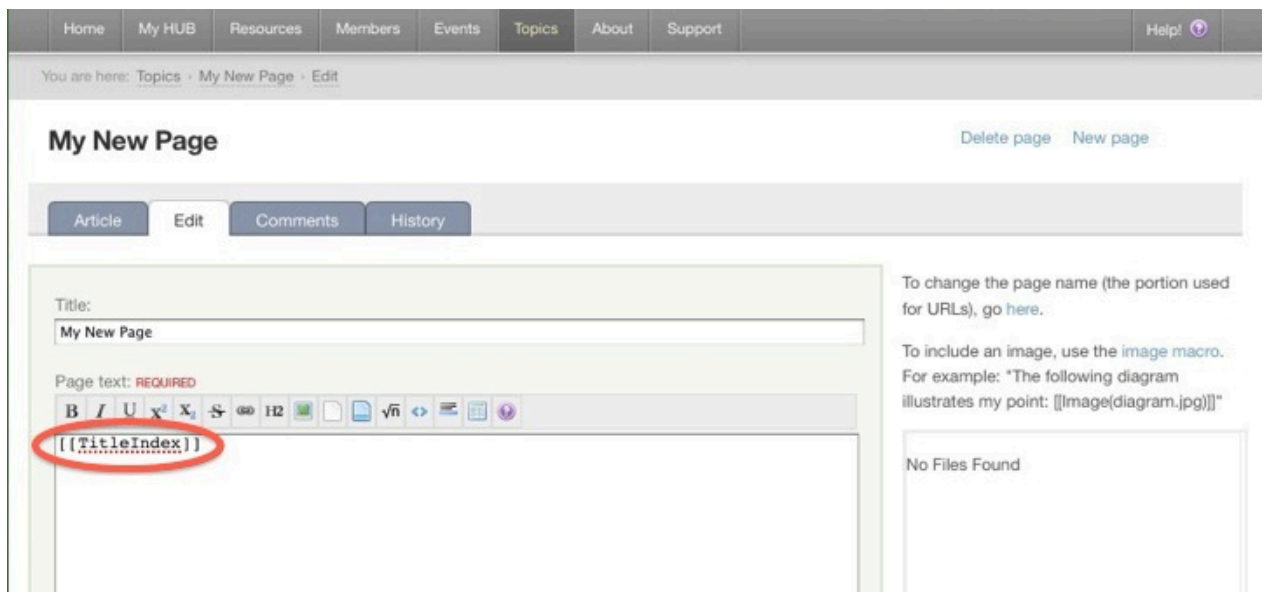 Home My HUB Resources Members Events Topics About Support Help!
You are here: Topics › My New Page › Edit
My New Page
Delete page New page
Article Edit Comments History
Title:
My New Page
Page text: REQUIRED
B I U X² X₂ S H2 √n <>
[[TitleIndex]]
To change the page name (the portion used
for URLs), go here.
To include an image, use the image macro.
For example: "The following diagram
illustrates my point: [[Image(diagram.jpg)]]"
No Files Found